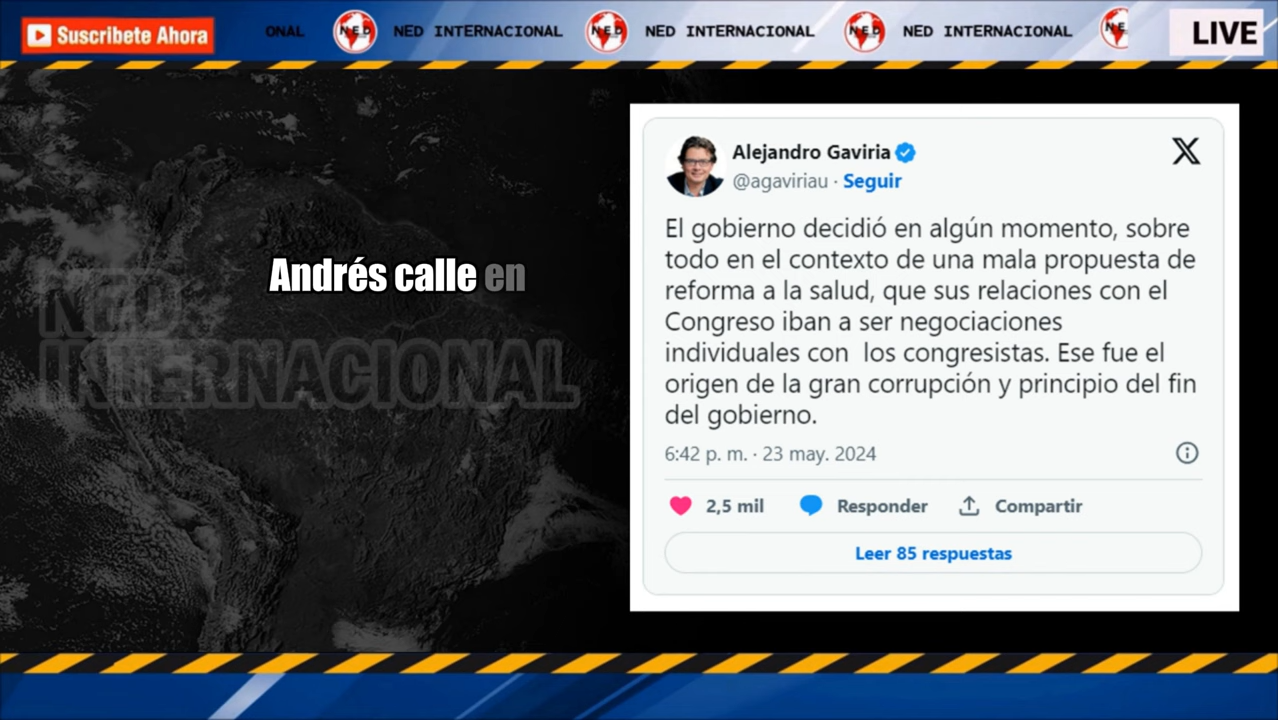 Suscribete Ahora
ONAL
NED
NED INTERNACIONAL
NED
NED INTERNACIONAL
NED
NED INTERNACIONAL
LIVE
Alejandro Gaviria
@agaviriau · Seguir
El gobierno decidió en algún momento, sobre
todo en el contexto de una mala propuesta de
reforma a la salud, que sus relaciones con el
Congreso iban a ser negociaciones
individuales con los congresistas. Ese fue el
origen de la gran corrupción y principio del fin
del gobierno.
6:42 p. m. · 23 may. 2024
2,5 mil
Responder
Compartir
Leer 85 respuestas
Andrés calle en
NED
INTERNACIONAL